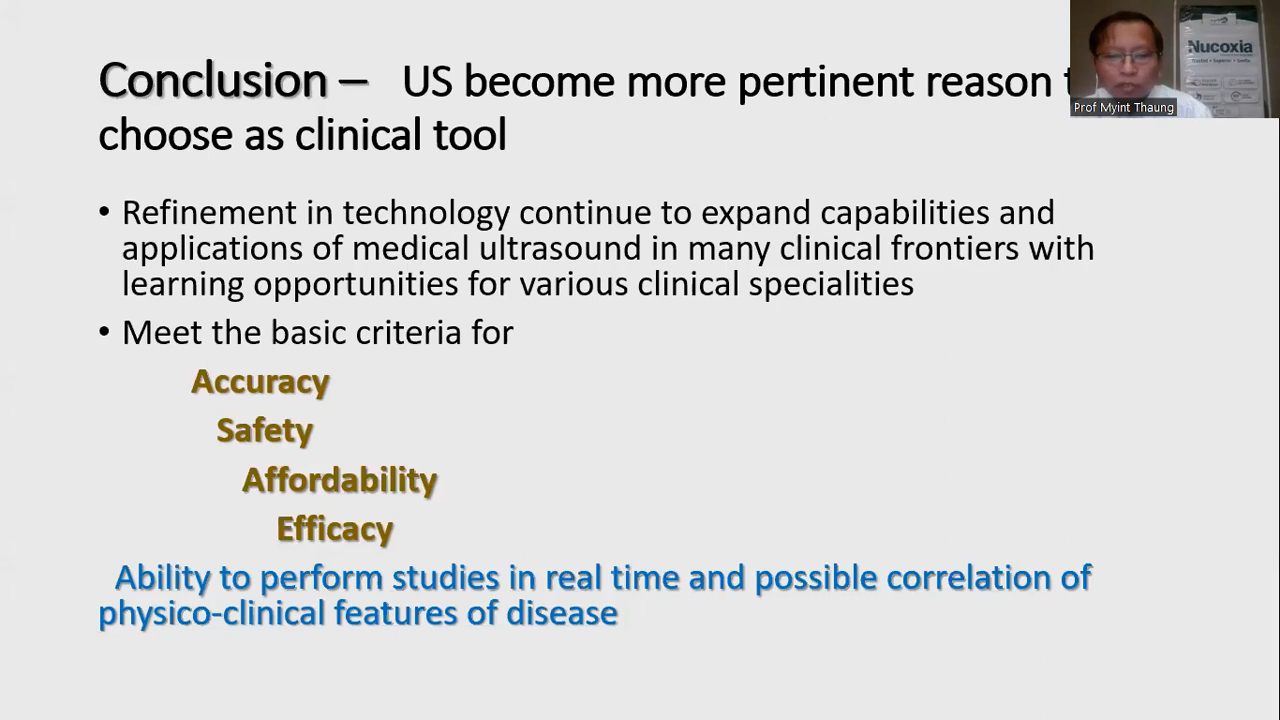 Conclusion – US become more pertinent reason
choose as clinical tool
• Refinement in technology continue to expand capabilities and
applications of medical ultrasound in many clinical frontiers with
learning opportunities for various clinical specialities
• Meet the basic criteria for
Accuracy
Safety
Affordability
Efficacy
Ability to perform studies in real time and possible correlation of
physico-clinical features of disease
Nucoxia
Prof Myint Thaung